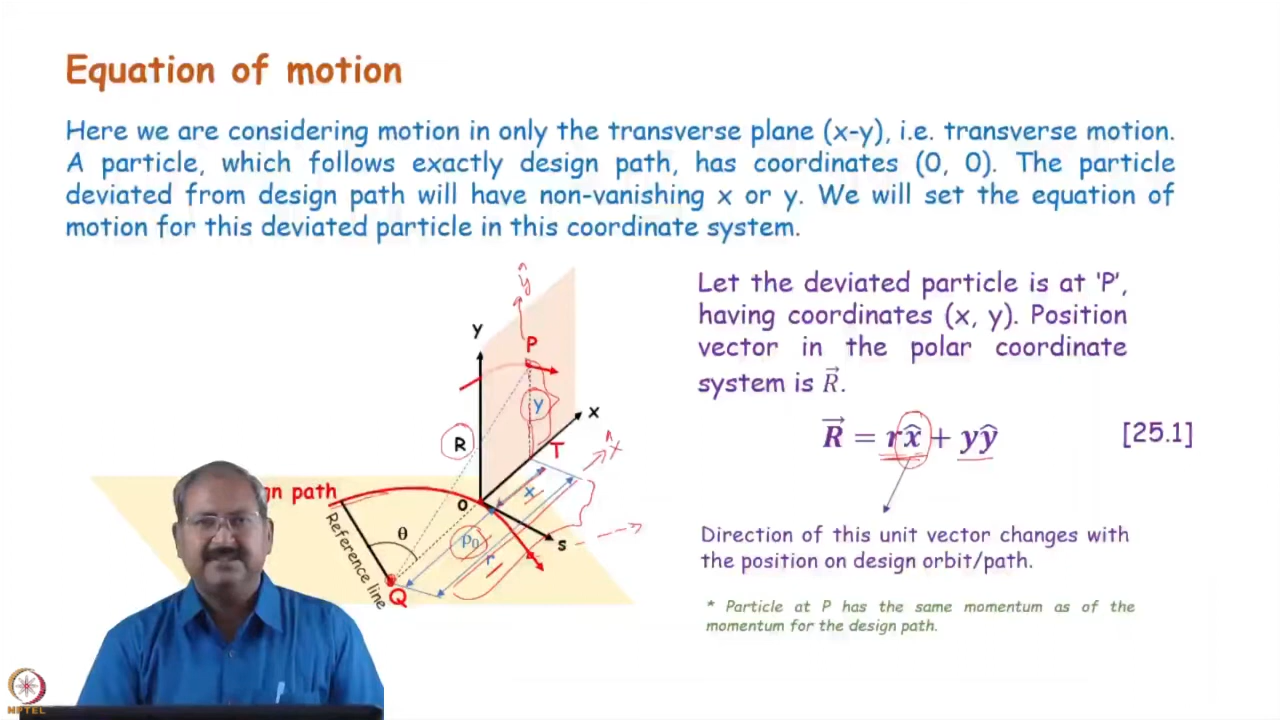 Equation of motion
Here we are considering motion in only the transverse plane (x-y), i.e. transverse motion.
A particle, which follows exactly design path, has coordinates (0, 0). The particle
deviated from design path will have non-vanishing x or y. We will set the equation of
motion for this deviated particle in this coordinate system.
Let the deviated particle is at 'P',
having coordinates (x, y). Position
vector in the polar coordinate
system is R⃗.
R⃗ = rx̂ + yŷ [25.1]
Direction of this unit vector changes with
the position on design orbit/path.
* Particle at P has the same momentum as of the
momentum for the design path.
ŷ
Y
P
y
X
R
T
x̂
x
path
O
θ
ρ₀
S
r
Reference line
Q
NPTEL